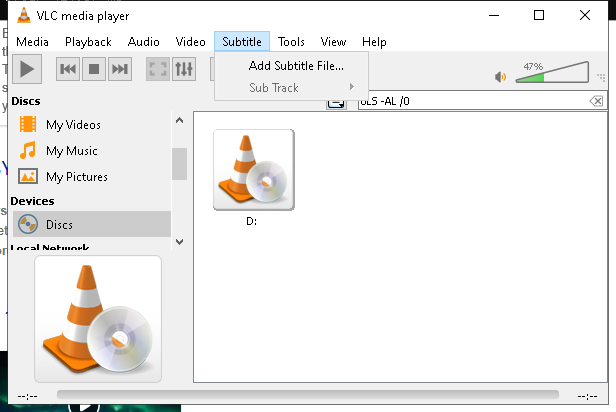 VLC media player
Media Playback Audio Video Subtitle Tools View Help
Add Subtitle File...
Sub Track
47%
Discs
-AL /0
My Videos
My Music
My Pictures
Devices
Discs
D:
Local Network
--:-- --:--